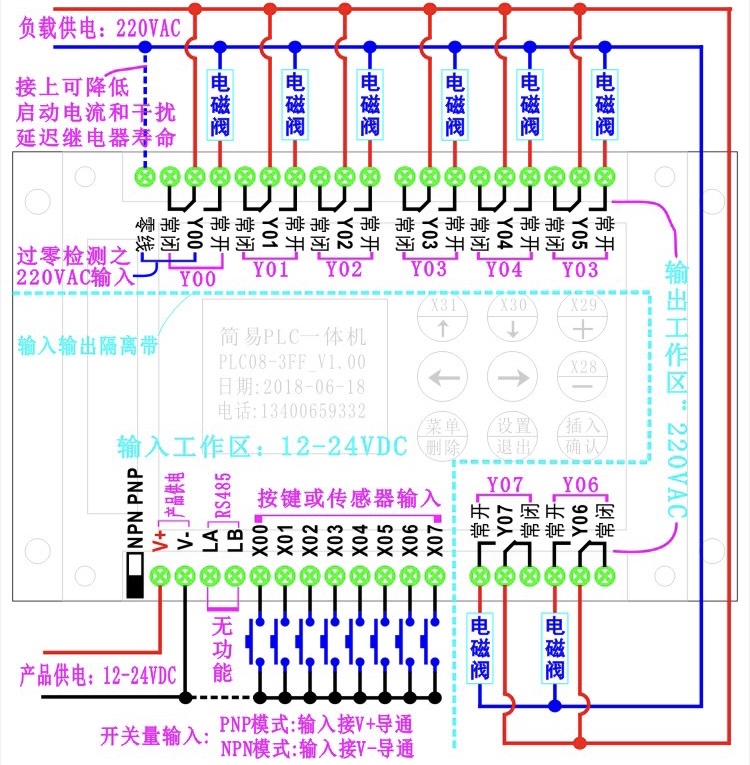 负载供电：220VAC
接上可降低
启动电流和干扰
延迟继电器寿命
电磁阀
电磁阀
电磁阀
电磁阀
电磁阀
电磁阀
零线
常闭
Y00
常开
常闭
Y01
常开
常闭
Y02
常开
常闭
Y03
常开
常闭
Y04
常开
常闭
Y05
常开
过零检测之
220VAC输入
Y00
Y01
Y02
Y03
Y04
Y03
输出工作区：220VAC
输入输出隔离带
简易PLC一体机
PLC08-3FF_V1.00
日期:2018-06-18
电话:13400659332
X31
X30
X29
X28
菜单
删除
设置
退出
插入
确认
输入工作区：12-24VDC
NPN PNP
产品供电
RS485
按键或传感器输入
V+
V-
LA
LB
X00
X01
X02
X03
X04
X05
X06
X07
Y07
Y06
常开
Y07
常闭
常开
Y06
常闭
无功能
电磁阀
电磁阀
产品供电：12-24VDC
开关量输入：
PNP模式:输入接V+导通
NPN模式:输入接V-导通